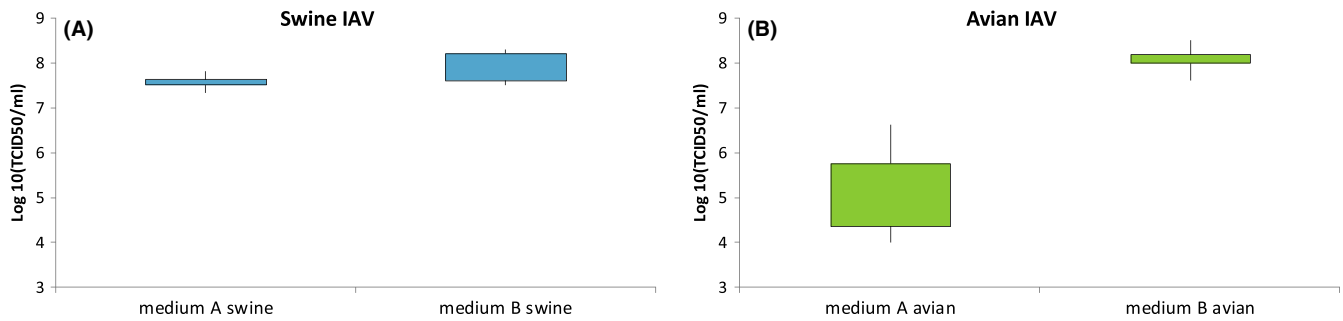 (A)
Swine IAV
Log 10(TCID50/ml)
9
8
7
6
5
4
3
medium A swine
medium B swine
(B)
Avian IAV
Log 10(TCID50/ml)
9
8
7
6
5
4
3
medium A avian
medium B avian